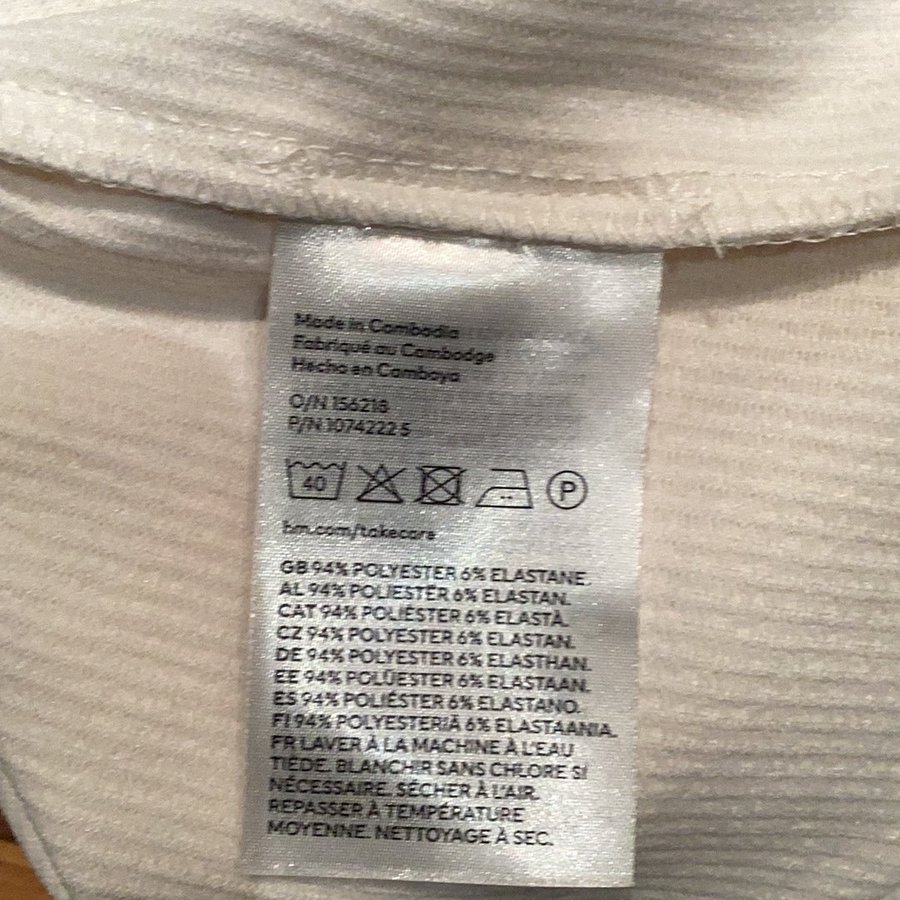 Made in Cambodia
Fabriqué au Cambodge
Hecho en Camboya
O/N 156218
P/N 1074222 5
40 P
hm.com/takecare
GB 94% POLYESTER 6% ELASTANE.
AL 94% POLIESTËR 6% ELASTAN.
CAT 94% POLIÈSTER 6% ELASTÀ.
CZ 94% POLYESTER 6% ELASTAN.
DE 94% POLYESTER 6% ELASTHAN.
EE 94% POLÜESTER 6% ELASTAAN.
ES 94% POLIÉSTER 6% ELASTANO.
FI 94% POLYESTERIÄ 6% ELASTAANIA.
FR LAVER À LA MACHINE À L'EAU
TIÈDE. BLANCHIR SANS CHLORE SI
NÉCESSAIRE. SÉCHER À L'AIR.
REPASSER À TEMPÉRATURE
MOYENNE. NETTOYAGE À SEC.